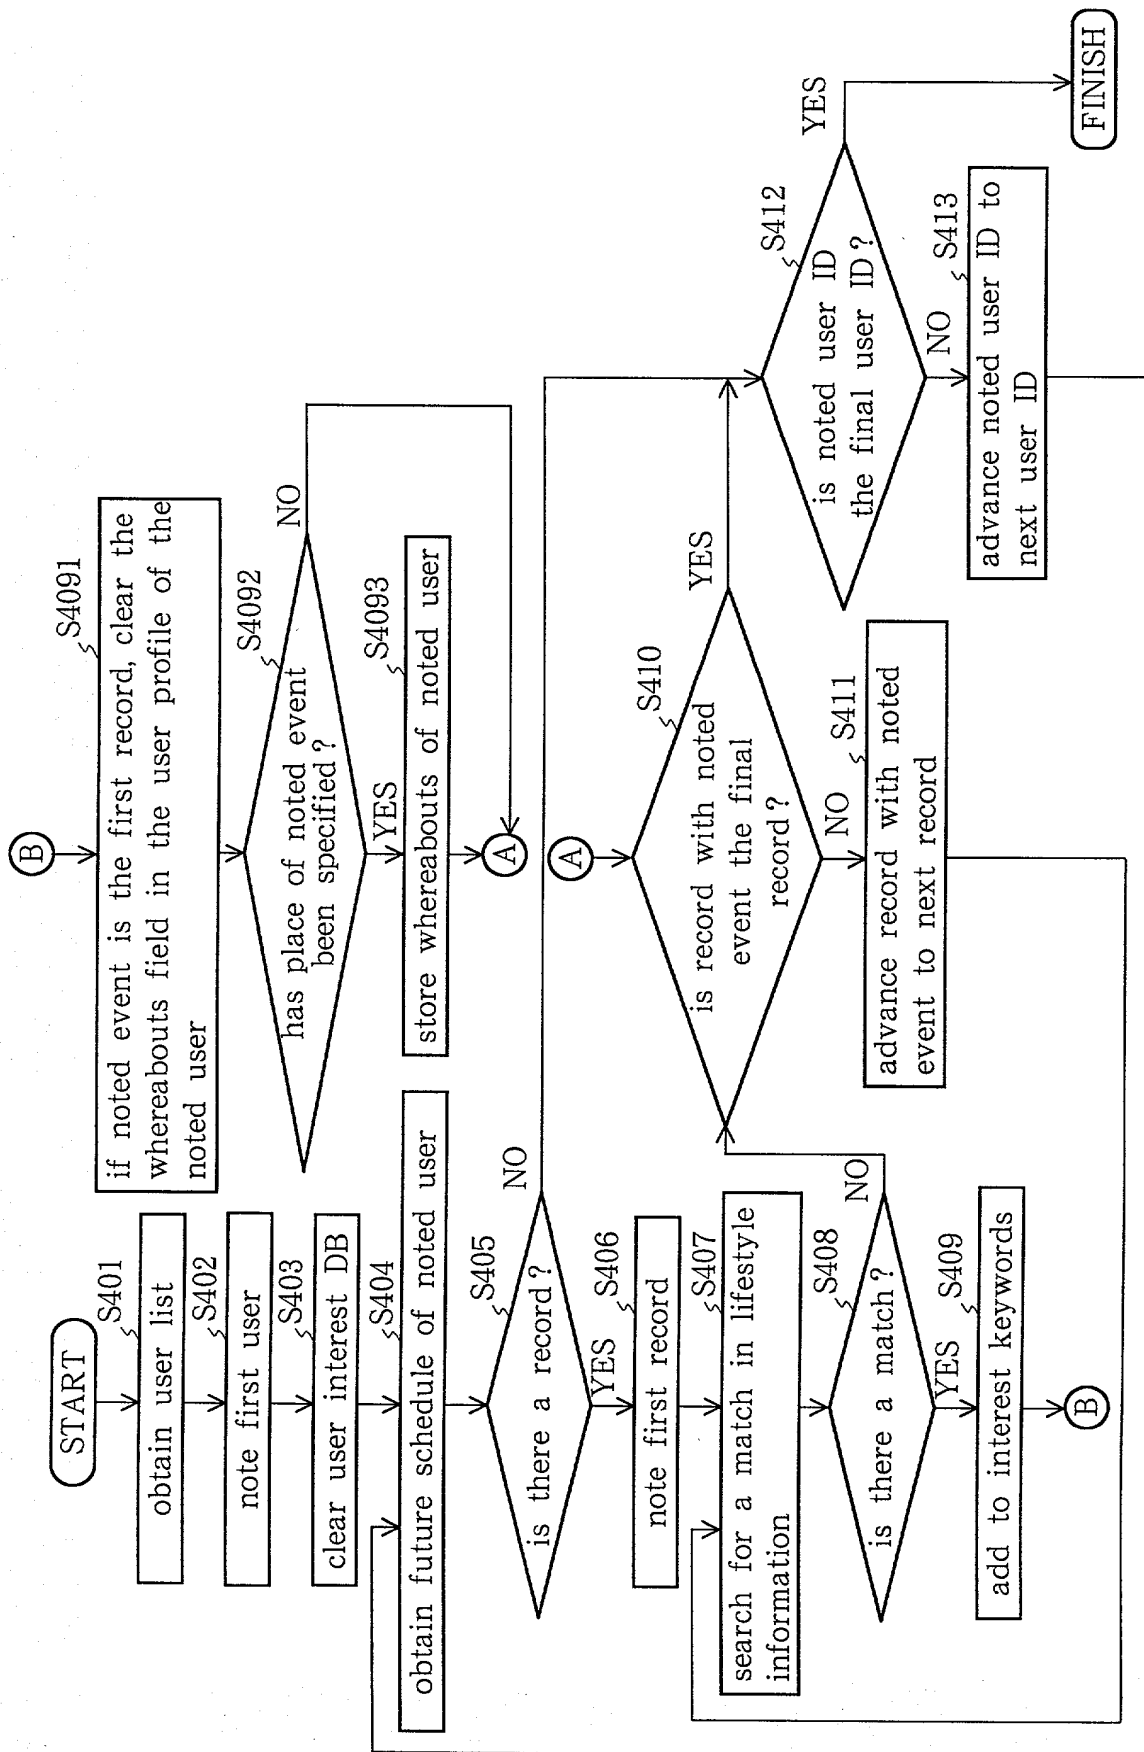 START
S401
obtain user list
S402
note first user
S403
clear user interest DB
S404
obtain future schedule of noted user
S405
is there a record?
NO
YES
S406
note first record
S407
search for a match in lifestyle
information
S408
is there a match?
NO
YES
S409
add to interest keywords
B
B
S4091
if noted event is the first record, clear the
whereabouts field in the user profile of the
noted user
S4092
has place of noted event
been specified?
NO
YES
S4093
store whereabouts of noted user
A
A
S410
is record with noted
event the final
record?
YES
NO
S411
advance record with noted
event to next record
S412
is noted user ID
the final user ID?
YES
NO
S413
advance noted user ID to
next user ID
FINISH